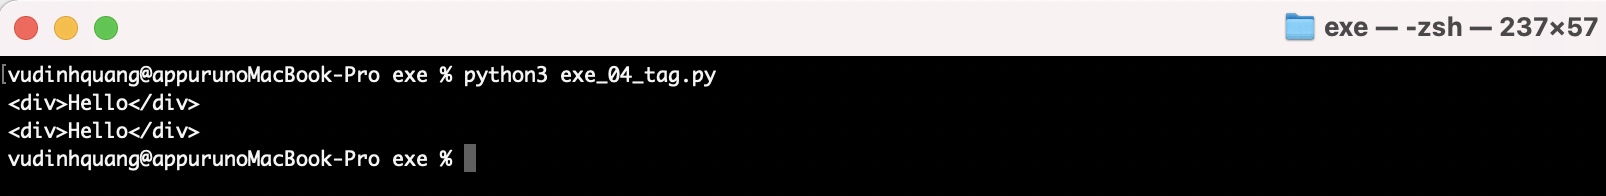 exe — -zsh — 237×57
[vudinhquang@appurunoMacBook-Pro exe % python3 exe_04_tag.py
<div>Hello</div>
<div>Hello</div>
vudinhquang@appurunoMacBook-Pro exe %